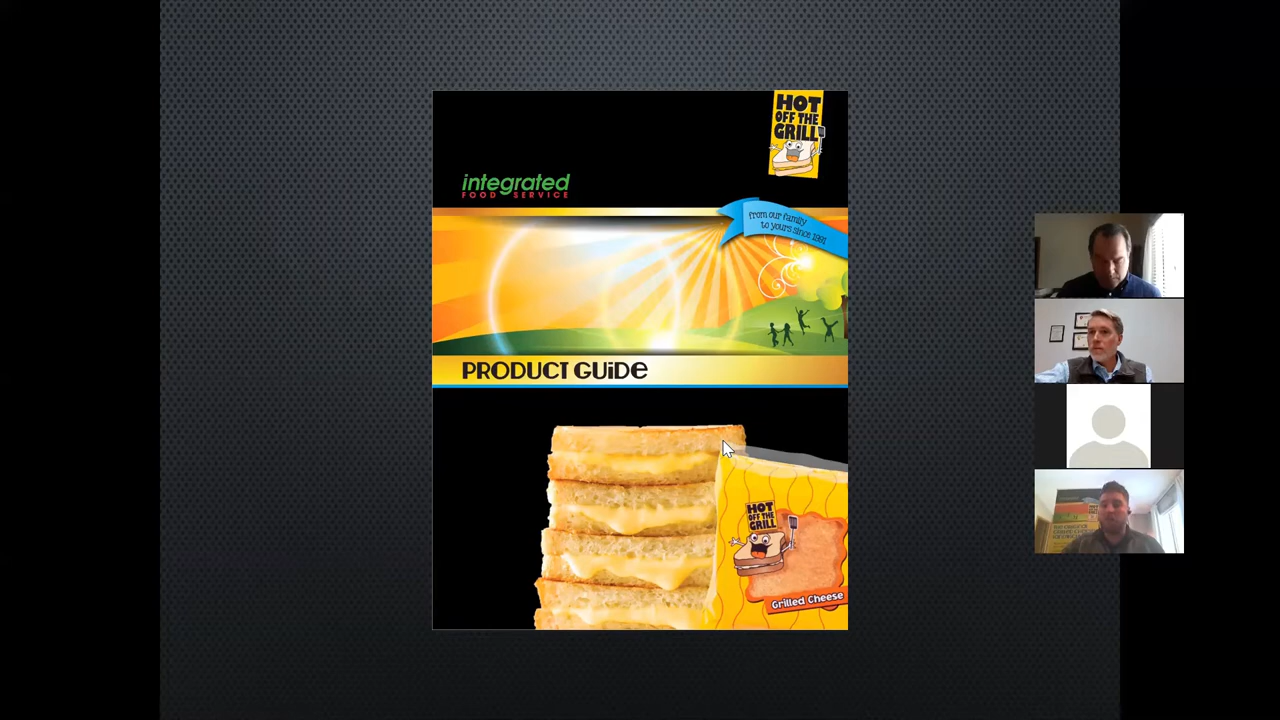 HOT
OFF THE
GRILL
integrated
FOOD SERVICE
from our family
to yours since 1991
PRODUCT GUiDe
HOT
OFF THE
GRILL
Grilled Cheese